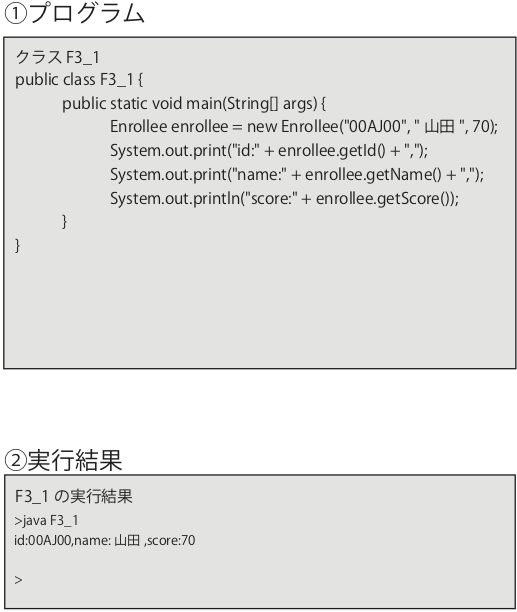 ①プログラム
クラス F3_1
public class F3_1 {
public static void main(String[] args) {
Enrollee enrollee = new Enrollee("00AJ00", " 山田 ", 70);
System.out.print("id:" + enrollee.getId() + ",");
System.out.print("name:" + enrollee.getName() + ",");
System.out.println("score:" + enrollee.getScore());
}
}
②実行結果
F3_1 の実行結果
>java F3_1
id:00AJ00,name: 山田 ,score:70
>